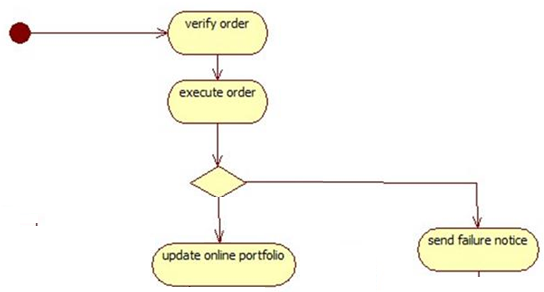 verify order
execute order
update online portfolio
send failure notice